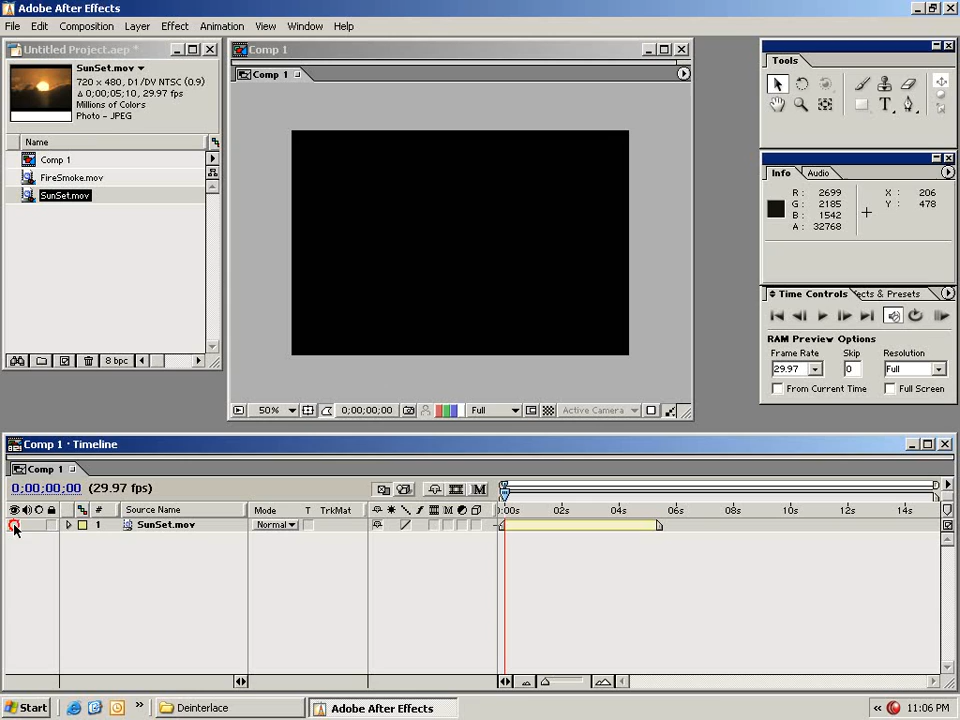 Adobe After Effects
File Edit Composition Layer Effect Animation View Window Help
Untitled Project.aep *
SunSet.mov
720 x 480, D1/DV NTSC (0.9)
Δ 0;00;05;10, 29.97 fps
Millions of Colors
Photo - JPEG
Name
Comp 1
FireSmoke.mov
SunSet.mov
8 bpc
Comp 1
Comp 1
50%
0;00;00;00
Full
Active Camera
Tools
Info Audio
R: 2699
G: 2185
B: 1542
A: 32768
X: 206
Y: 478
Time Controls
ects & Presets
RAM Preview Options
Frame Rate Skip Resolution
29.97 0 Full
From Current Time Full Screen
Comp 1 • Timeline
Comp 1
0;00;00;00 (29.97 fps)
# Source Name Mode T TrkMat
:00s 02s 04s 06s 08s 10s 12s 14s
1 SunSet.mov Normal
Start Deinterlace Adobe After Effects 11:06 PM